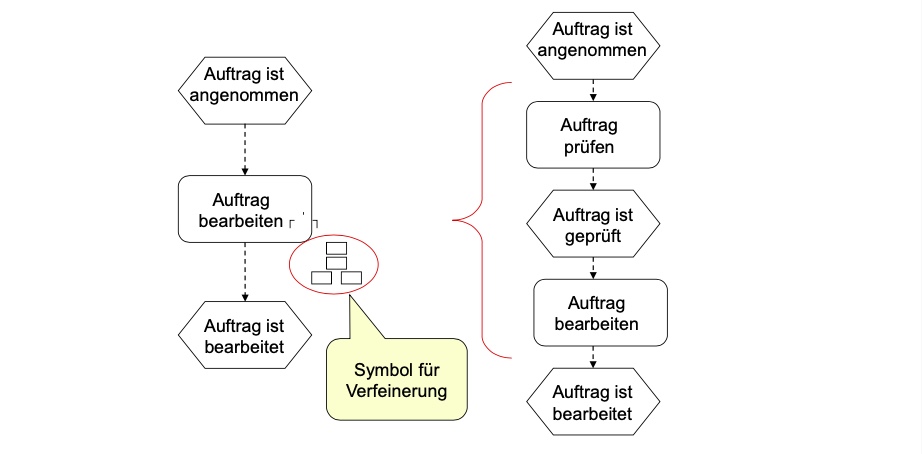 Auftrag ist
angenommen
Auftrag
bearbeiten
Auftrag ist
bearbeitet
Symbol für
Verfeinerung
Auftrag ist
angenommen
Auftrag
prüfen
Auftrag ist
geprüft
Auftrag
bearbeiten
Auftrag ist
bearbeitet